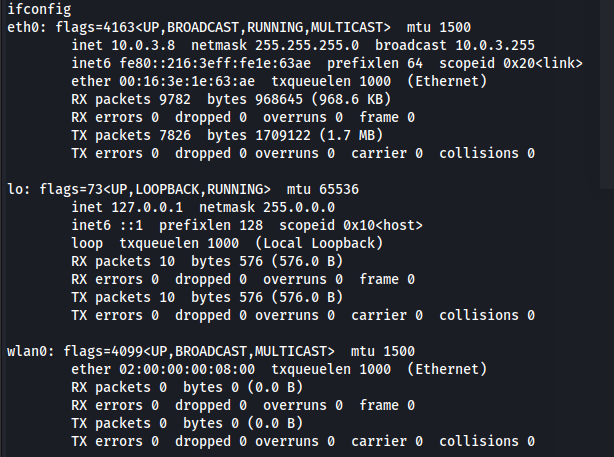 ifconfig
eth0: flags=4163<UP,BROADCAST,RUNNING,MULTICAST>  mtu 1500
        inet 10.0.3.8  netmask 255.255.255.0  broadcast 10.0.3.255
        inet6 fe80::216:3eff:fe1e:63ae  prefixlen 64  scopeid 0x20<link>
        ether 00:16:3e:1e:63:ae  txqueuelen 1000  (Ethernet)
        RX packets 9782  bytes 968645 (968.6 KB)
        RX errors 0  dropped 0  overruns 0  frame 0
        TX packets 7826  bytes 1709122 (1.7 MB)
        TX errors 0  dropped 0 overruns 0  carrier 0  collisions 0

lo: flags=73<UP,LOOPBACK,RUNNING>  mtu 65536
        inet 127.0.0.1  netmask 255.0.0.0
        inet6 ::1  prefixlen 128  scopeid 0x10<host>
        loop  txqueuelen 1000  (Local Loopback)
        RX packets 10  bytes 576 (576.0 B)
        RX errors 0  dropped 0  overruns 0  frame 0
        TX packets 10  bytes 576 (576.0 B)
        TX errors 0  dropped 0 overruns 0  carrier 0  collisions 0

wlan0: flags=4099<UP,BROADCAST,MULTICAST>  mtu 1500
        ether 02:00:00:00:08:00  txqueuelen 1000  (Ethernet)
        RX packets 0  bytes 0 (0.0 B)
        RX errors 0  dropped 0  overruns 0  frame 0
        TX packets 0  bytes 0 (0.0 B)
        TX errors 0  dropped 0 overruns 0  carrier 0  collisions 0